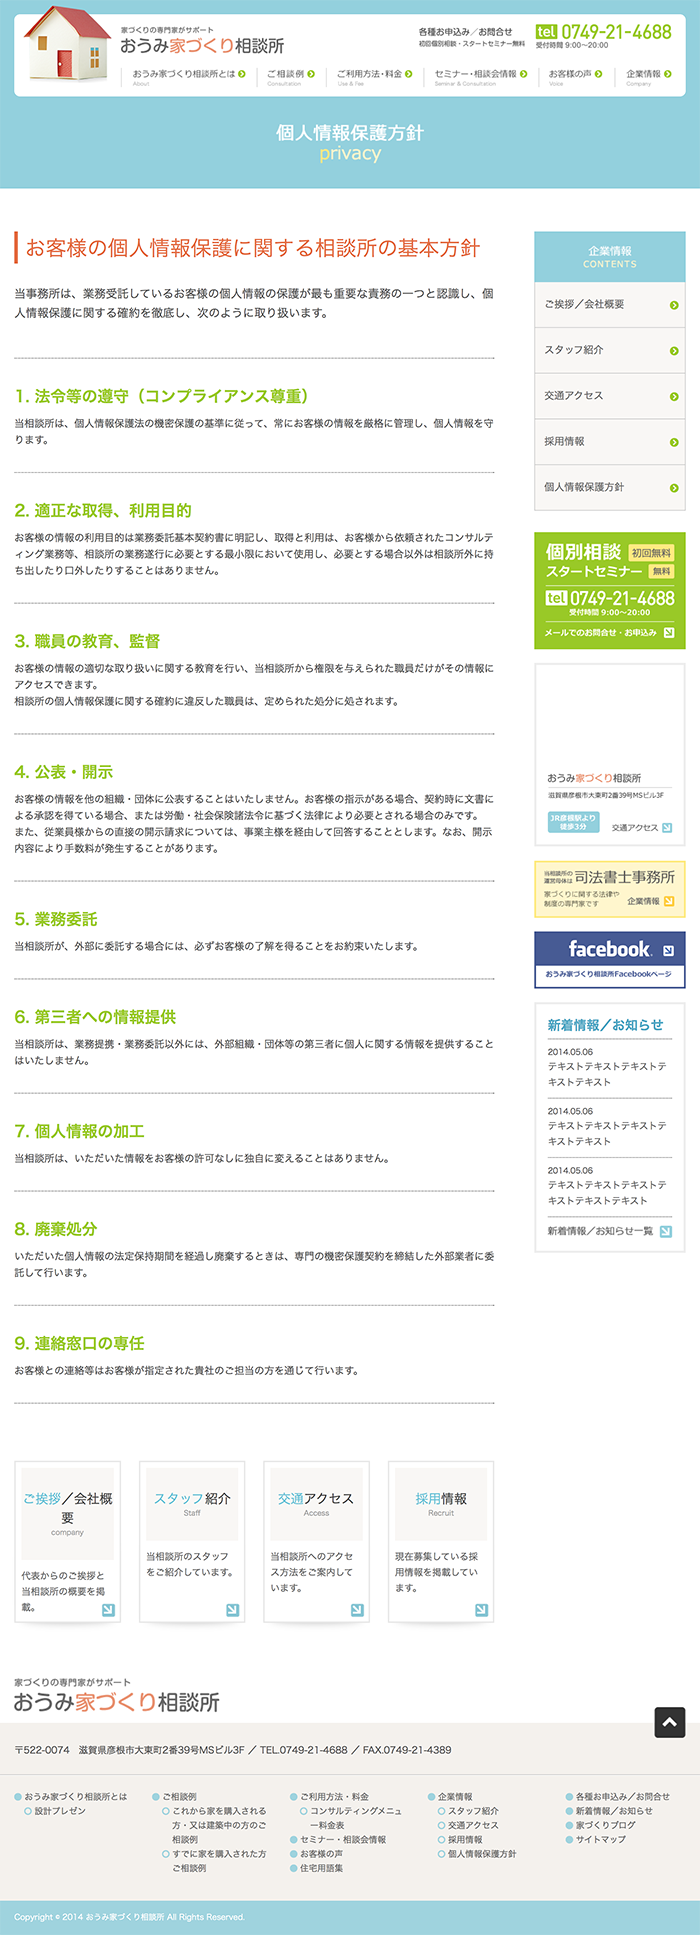 家づくりの専門家がサポート
おうみ家づくり相談所
各種お申込み／お問合せ
初回個別相談・スタートセミナー無料
tel 0749-21-4688
受付時間 9:00〜20:00
おうみ家づくり相談所とは
About
ご相談例
Consultation
ご利用方法・料金
Use & Fee
セミナー・相談会情報
Seminar & Consultation
お客様の声
Voice
企業情報
Company
個人情報保護方針
privacy
お客様の個人情報保護に関する相談所の基本方針
当事務所は、業務受託しているお客様の個人情報の保護が最も重要な責務の一つと認識し、個
人情報保護に関する確約を徹底し、次のように取り扱います。
1. 法令等の遵守（コンプライアンス尊重）
当相談所は、個人情報保護法の機密保護の基準に従って、常にお客様の情報を厳格に管理し、個人情報を守
ります。
2. 適正な取得、利用目的
お客様の情報の利用目的は業務委託基本契約書に明記し、取得と利用は、お客様から依頼されたコンサルテ
ィング業務等、相談所の業務遂行に必要とする最小限において使用し、必要とする場合以外は相談所外に持
ち出したり口外したりすることはありません。
3. 職員の教育、監督
お客様の情報の適切な取り扱いに関する教育を行い、当相談所から権限を与えられた職員だけがその情報に
アクセスできます。
相談所の個人情報保護に関する確約に違反した職員は、定められた処分に処されます。
4. 公表・開示
お客様の情報を他の組織・団体に公表することはいたしません。お客様の指示がある場合、契約時に文書に
よる承認を得ている場合、または労働・社会保険諸法令に基づく法律により必要とされる場合のみです。
また、従業員様からの直接の開示請求については、事業主様を経由して回答することとします。なお、開示
内容により手数料が発生することがあります。
5. 業務委託
当相談所が、外部に委託する場合には、必ずお客様の了解を得ることをお約束いたします。
6. 第三者への情報提供
当相談所は、業務提携・業務委託以外には、外部組織・団体等の第三者に個人に関する情報を提供すること
はいたしません。
7. 個人情報の加工
当相談所は、いただいた情報をお客様の許可なしに独自に変えることはありません。
8. 廃棄処分
いただいた個人情報の法定保持期間を経過し廃棄するときは、専門の機密保護契約を締結した外部業者に委
託して行います。
9. 連絡窓口の専任
お客様との連絡等はお客様が指定された貴社のご担当の方を通じて行います。
企業情報
CONTENTS
ご挨拶／会社概要
スタッフ紹介
交通アクセス
採用情報
個人情報保護方針
個別相談 初回無料
スタートセミナー 無料
tel 0749-21-4688
受付時間 9:00〜20:00
メールでのお問合せ・お申込み
おうみ家づくり相談所
滋賀県彦根市大東町2番39号MSビル3F
JR彦根駅より
徒歩3分
交通アクセス
当相談所の
運営母体は
司法書士事務所
家づくりに関する法律や
制度の専門家です
企業情報
facebook
おうみ家づくり相談所Facebookページ
新着情報／お知らせ
2014.05.06
テキストテキストテキストテ
キストテキスト
2014.05.06
テキストテキストテキストテ
キストテキスト
2014.05.06
テキストテキストテキストテ
キストテキストテキスト
新着情報／お知らせ一覧
ご挨拶／会社概
要
company
代表からのご挨拶と
当相談所の概要を掲
載。
スタッフ紹介
Staff
当相談所のスタッフ
をご紹介しています。
交通アクセス
Access
当相談所へのアクセ
ス方法をご案内して
います。
採用情報
Recruit
現在募集している採
用情報を掲載してい
ます。
家づくりの専門家がサポート
おうみ家づくり相談所
〒522-0074　滋賀県彦根市大東町2番39号MSビル3F ／ TEL.0749-21-4688 ／ FAX.0749-21-4389
おうみ家づくり相談所とは
設計プレゼン
ご相談例
これから家を購入される
方・又は建築中の方のご
相談例
すでに家を購入された方
ご相談例
ご利用方法・料金
コンサルティングメニュ
ー料金表
セミナー・相談会情報
お客様の声
住宅用語集
企業情報
スタッフ紹介
交通アクセス
採用情報
個人情報保護方針
各種お申込み／お問合せ
新着情報／お知らせ
家づくりブログ
サイトマップ
Copyright © 2014 おうみ家づくり相談所 All Rights Reserved.